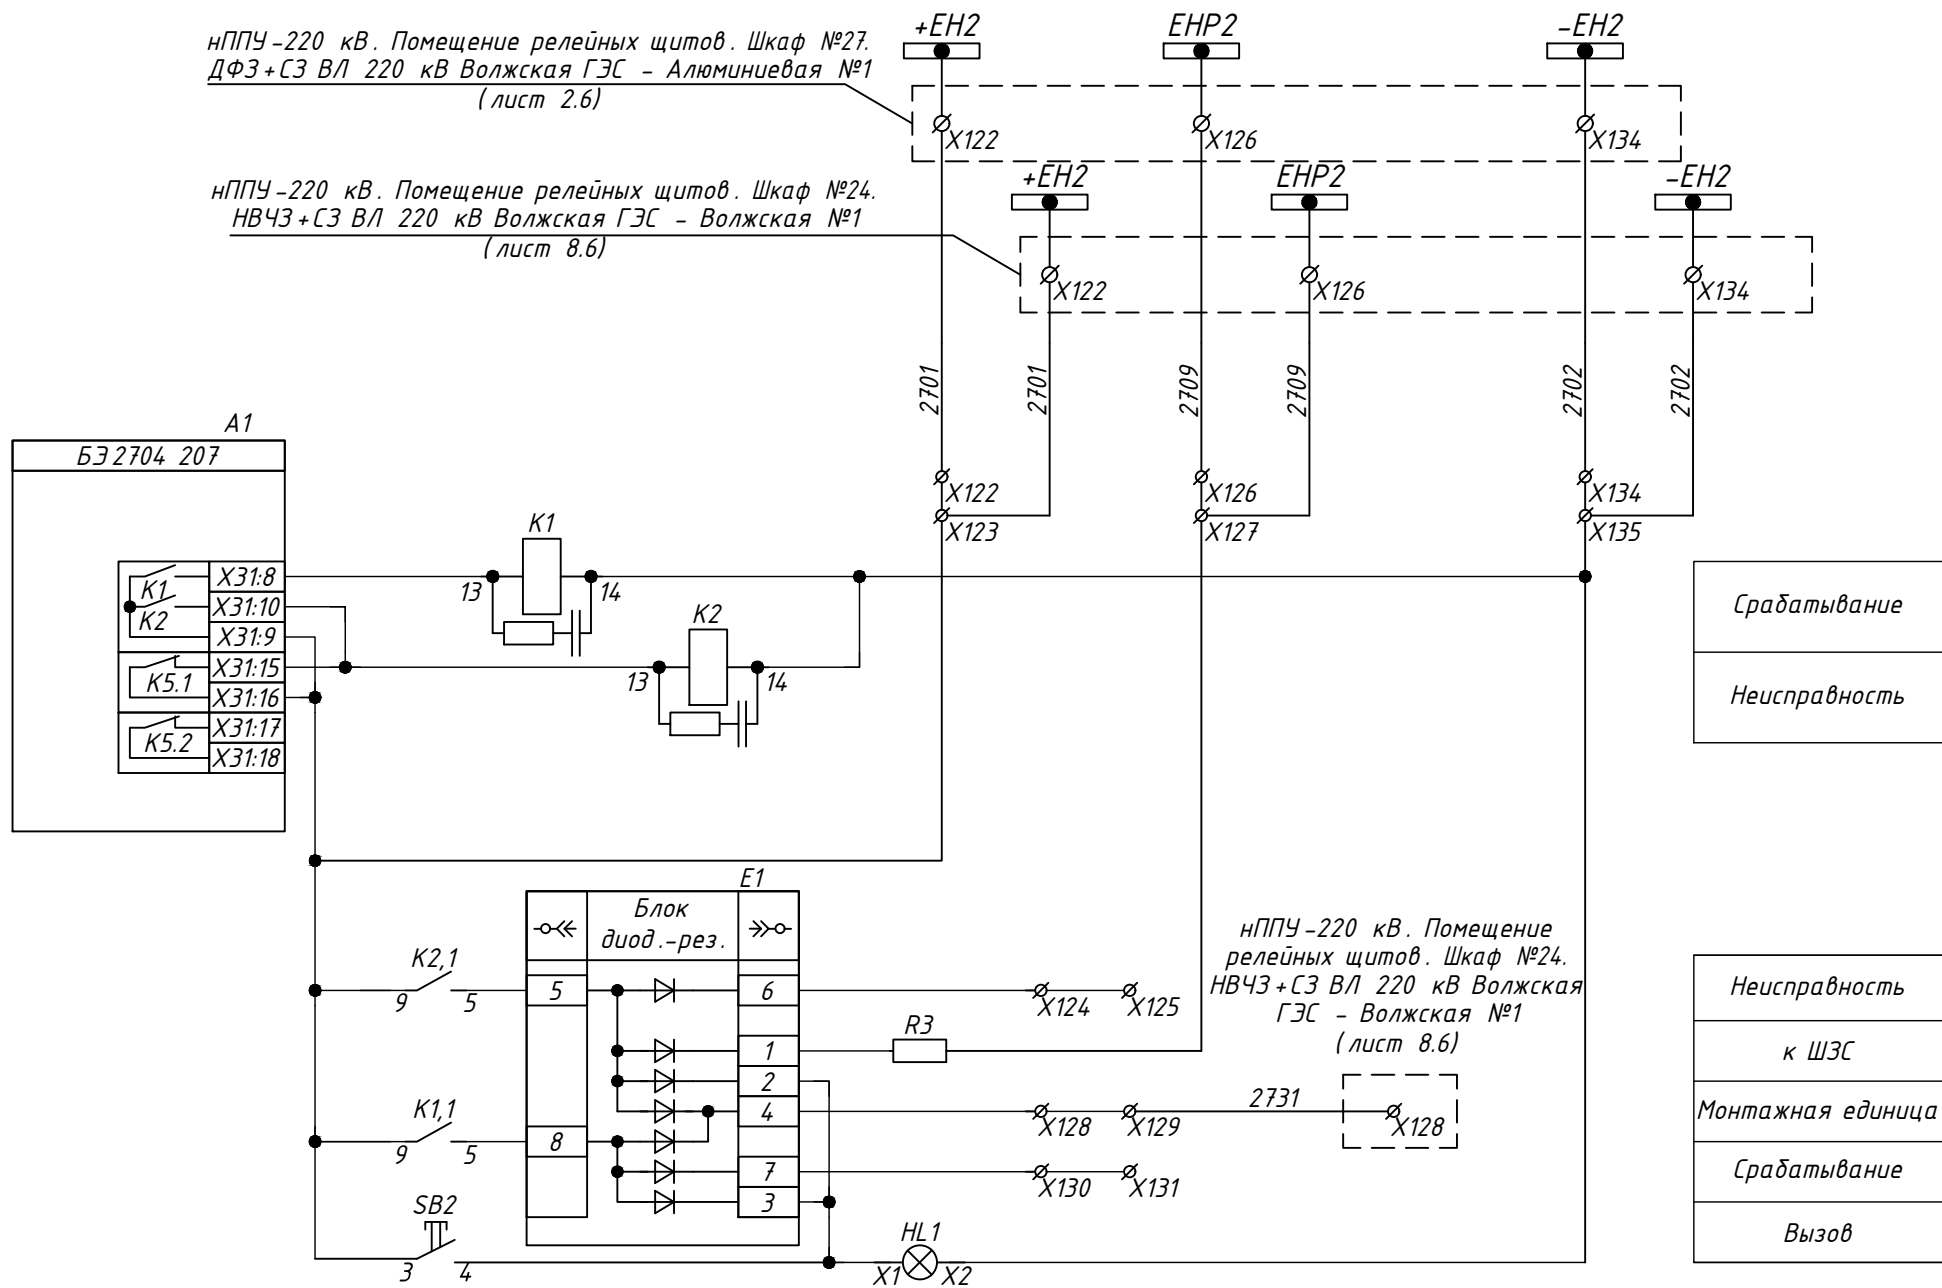 +EH2
EHP2
-EH2
нППУ-220 кВ. Помещение релейных щитов. Шкаф №27.
ДФЗ+СЗ ВЛ 220 кВ Волжская ГЭС - Алюминиевая №1
(лист 2.6)
X122
X126
X134
+EH2
EHP2
-EH2
нППУ-220 кВ. Помещение релейных щитов. Шкаф №24.
НВЧЗ+СЗ ВЛ 220 кВ Волжская ГЭС - Волжская №1
(лист 8.6)
X122
X126
X134
2701
2701
2709
2709
2702
2702
A1
БЭ2704 207
X122
X126
X134
X123
X127
X135
K1
K1
X31:8
13
14
X31:10
K2
X31:9
K2
X31:15
K5.1
X31:16
13
14
X31:17
K5.2
X31:18
Срабатывание
Неисправность
E1
Блок
диод.-рез.
нППУ-220 кВ. Помещение
релейных щитов. Шкаф №24.
НВЧЗ+СЗ ВЛ 220 кВ Волжская
ГЭС - Волжская №1
(лист 8.6)
K2,1
9
5
5
6
X124
X125
Неисправность
1
R3
к ШЗС
2
4
X128
X129
2731
X128
Монтажная единица
K1,1
9
5
8
7
X130
X131
Срабатывание
3
SB2
3
4
HL1
X1
X2
Вызов